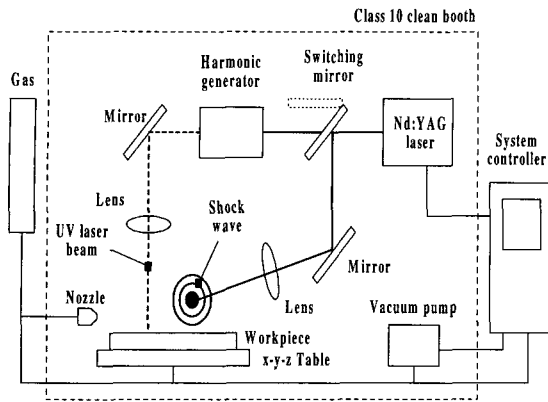 Class 10 clean booth
Switching
mirror
Harmonic
generator
Gas
Mirror
Nd:YAG
laser
System
controller
Lens
Shock
wave
UV laser
beam
Mirror
Lens
Nozzle
Vacuum pump
Workpiece
x-y-z Table